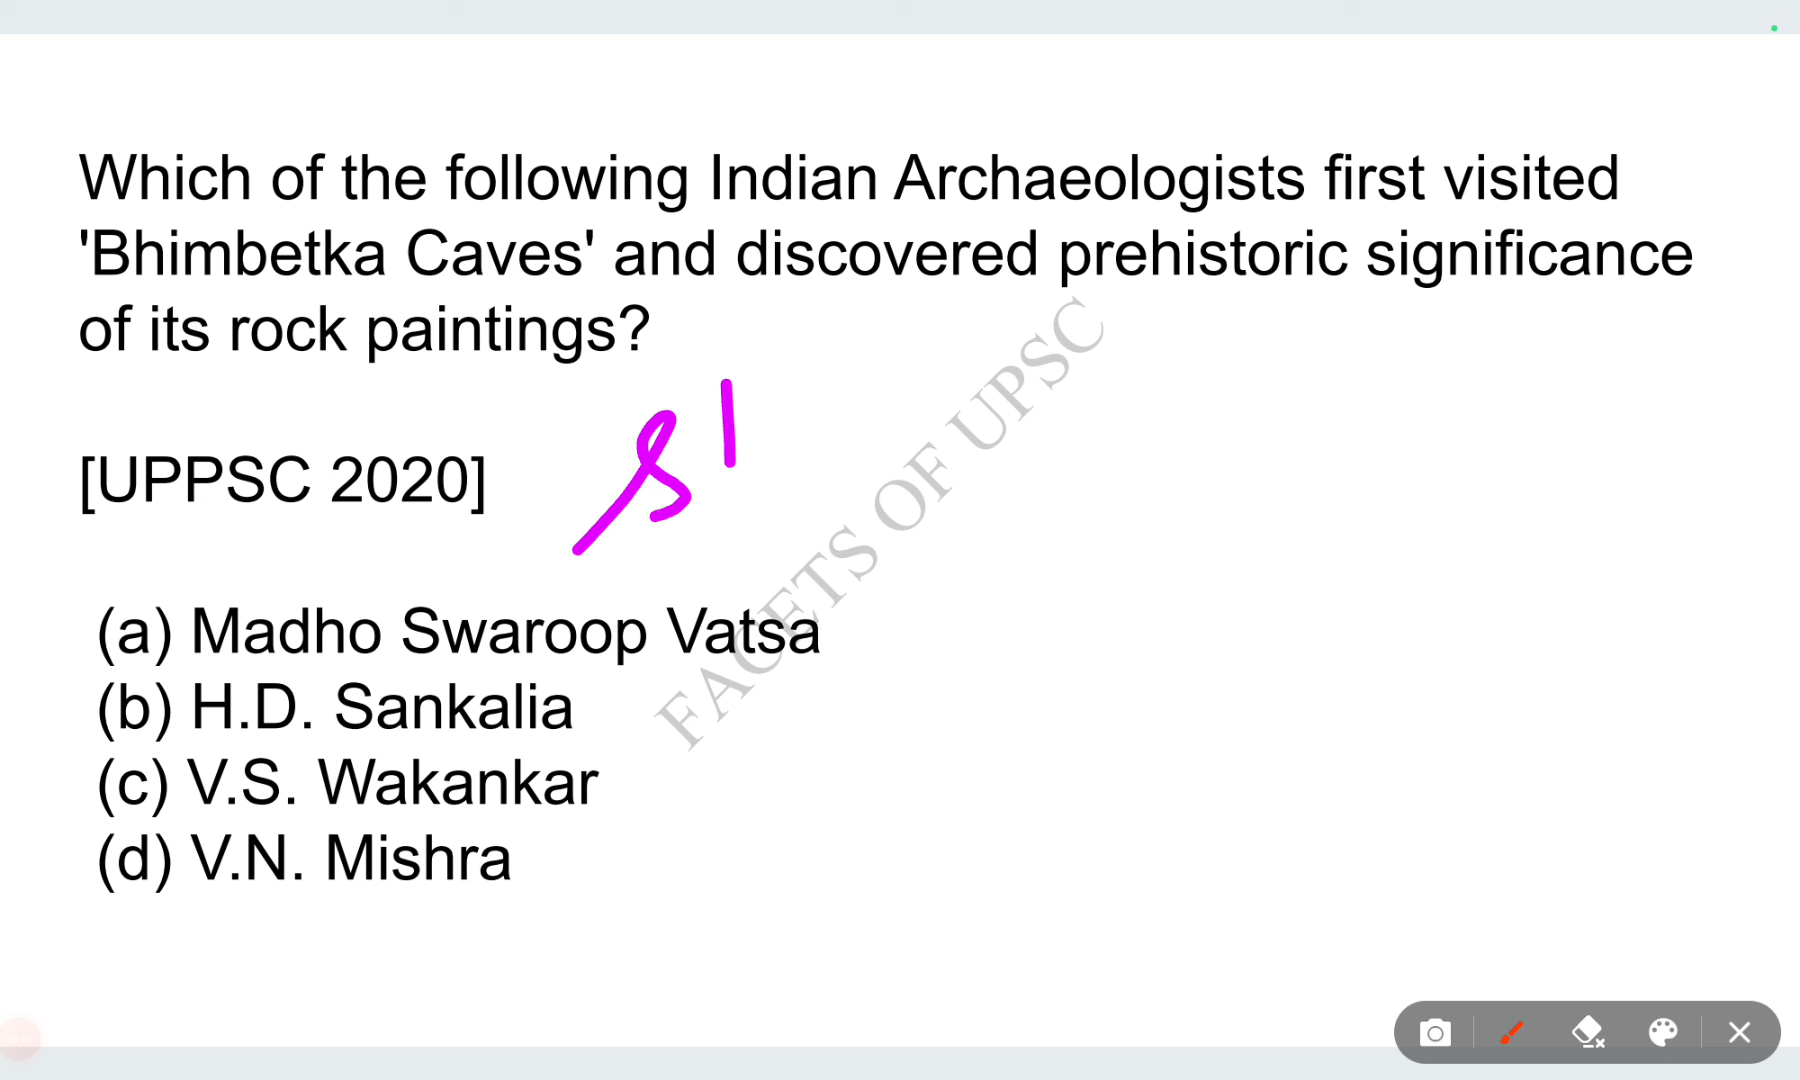 Which of the following Indian Archaeologists first visited
'Bhimbetka Caves' and discovered prehistoric significance
of its rock paintings?
[UPPSC 2020]
(a) Madho Swaroop Vatsa
(b) H.D. Sankalia
(c) V.S. Wakankar
(d) V.N. Mishra
FACETS OF UPSC